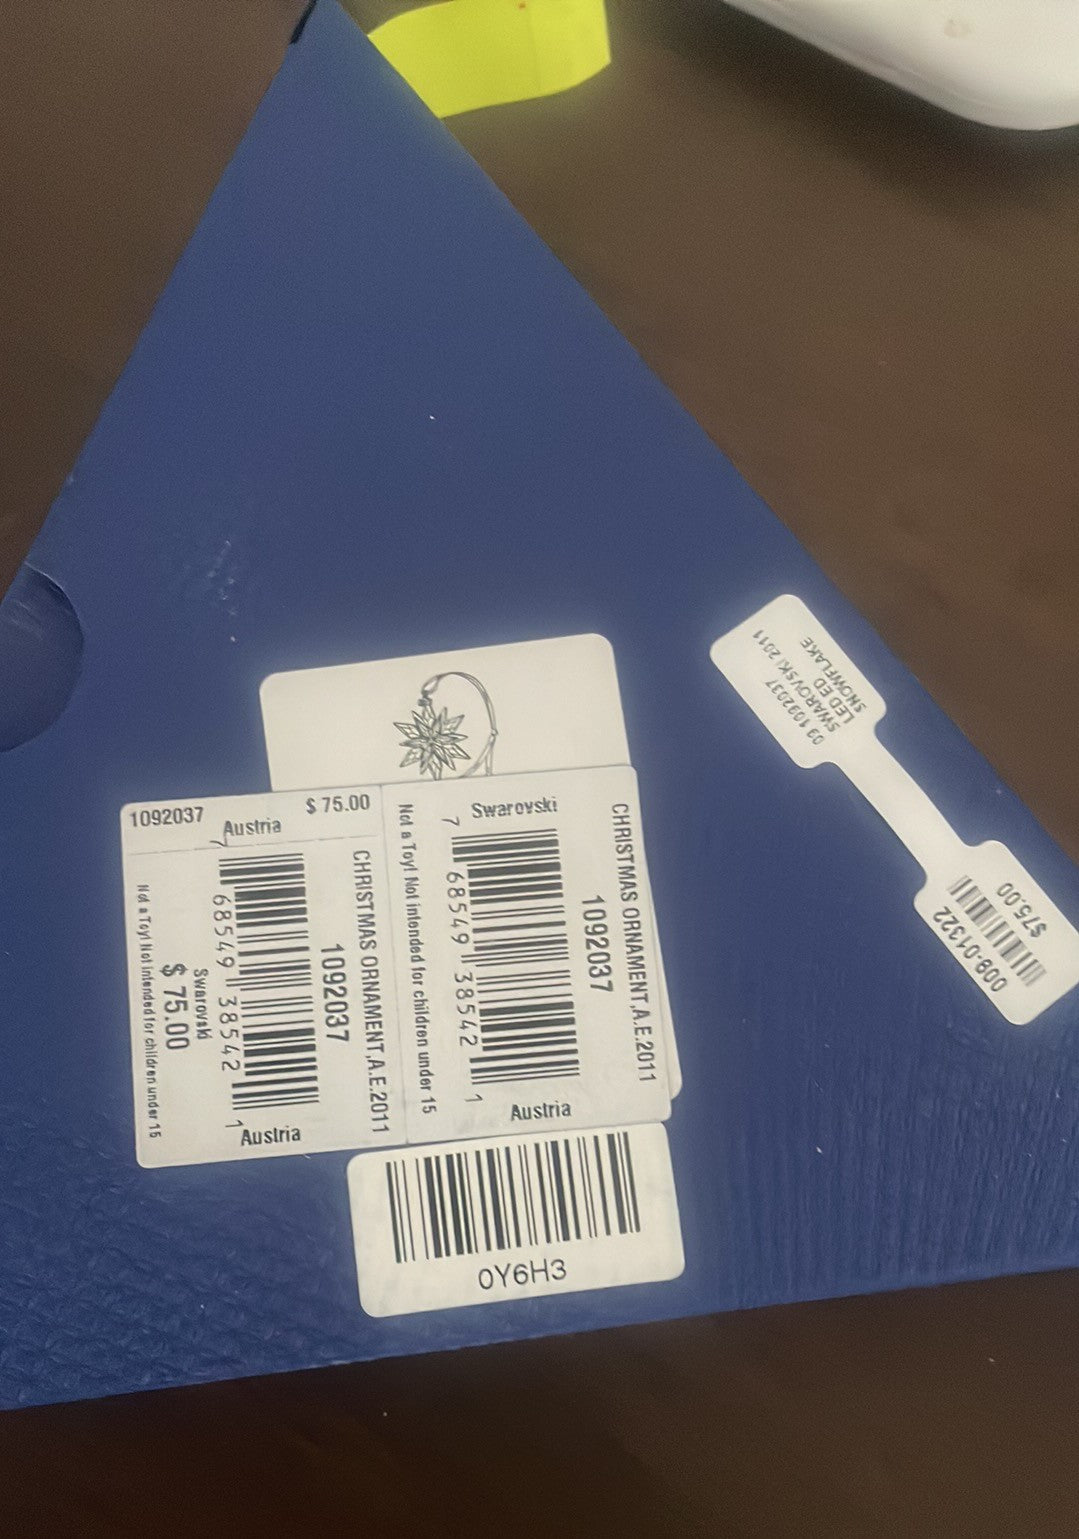 1092037
$ 75.00
Austria
CHRISTMAS ORNAMENT,A.E.2011
1092037
7 68549 38542 1
Swarovski
$ 75.00
Not a Toy! Not intended for children under 15
Austria
Swarovski
CHRISTMAS ORNAMENT,A.E.2011
1092037
7 68549 38542 1
Not a Toy! Not intended for children under 15
Austria
0Y6H3
03 1092037
SWAROVSKI 2011
LED ED
SNOWFLAKE
009-01322
$75.00